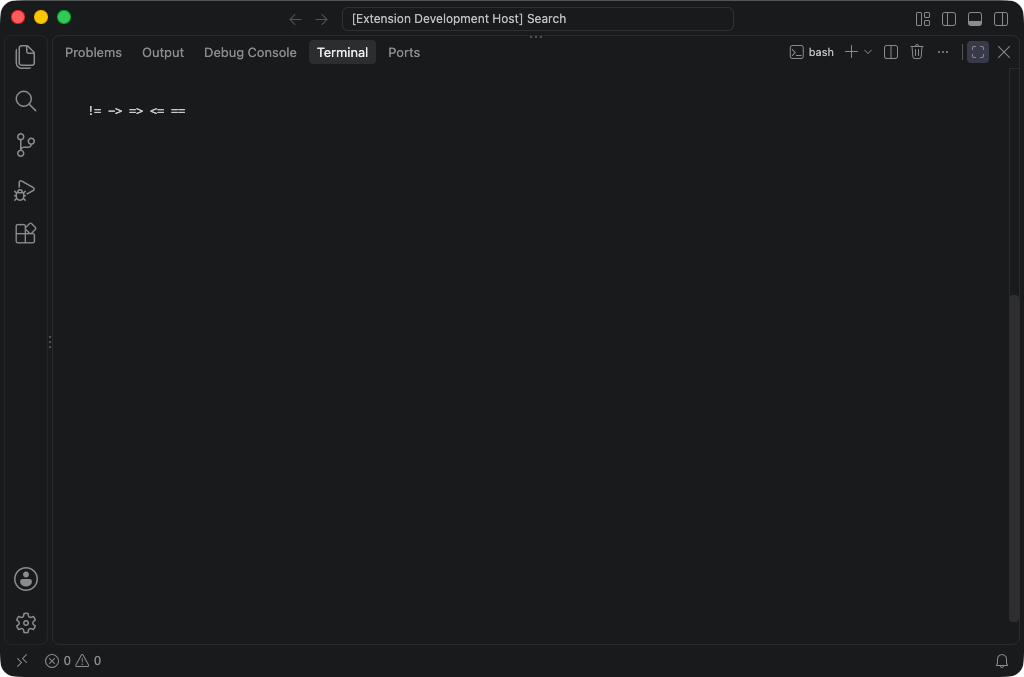 [Extension Development Host] Search
Problems Output Debug Console Terminal Ports bash
!= -> => <= ==
0 0